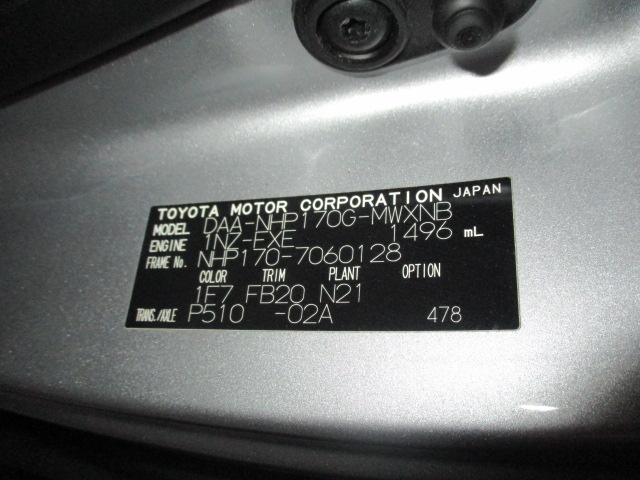 TOYOTA MOTOR CORPORATION JAPAN
MODEL DAA-NHP170G-MWXNB
ENGINE 1NZ-FXE 1496 mL
FRAME No. NHP170-7060128
COLOR TRIM PLANT OPTION
1F7 FB20 N21
TRANS./AXLE P510 -02A 478